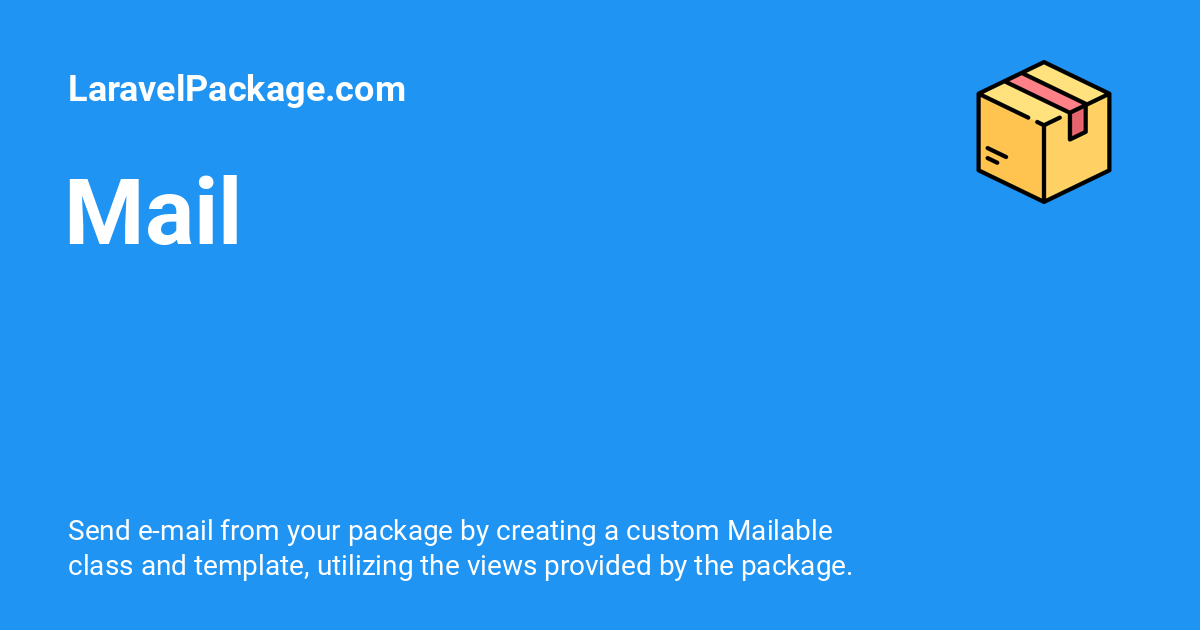 LaravelPackage.com
Mail
Send e-mail from your package by creating a custom Mailable
class and template, utilizing the views provided by the package.